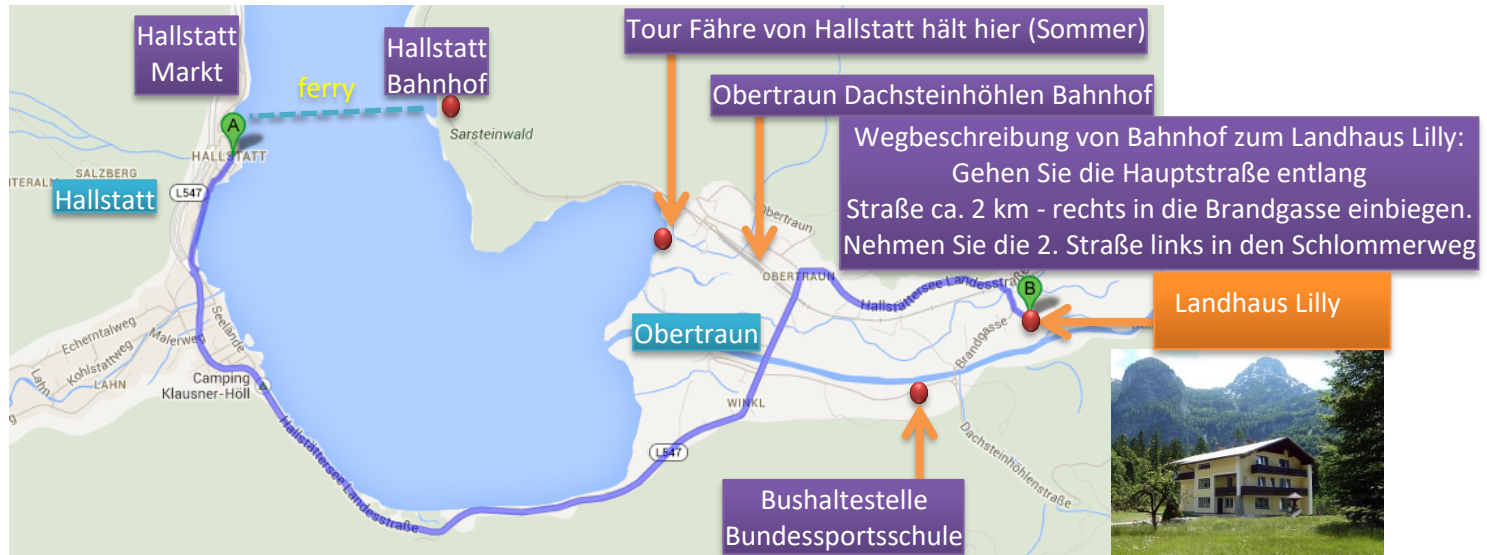 Hallstatt
Markt
Hallstatt
Bahnhof
Tour Fähre von Hallstatt hält hier (Sommer)
ferry
Obertraun Dachsteinhöhlen Bahnhof
Wegbeschreibung von Bahnhof zum Landhaus Lilly:
Gehen Sie die Hauptstraße entlang
Straße ca. 2 km - rechts in die Brandgasse einbiegen.
Nehmen Sie die 2. Straße links in den Schlommerweg
A
HALLSTATT
Sarsteinwald
SALZBERG
Hallstatt
L547
Obertraun
OBERTRAUN
Hallstättersee Landesstraße
B
Landhaus Lilly
Obertraun
Brandgasse
Seelände
Echerntalweg
Malerweg
Kohlstattweg
Lahn
LAHN
Camping
Klausner-Höll
WINKL
L547
Hallstättersee Landesstraße
Dachsteinhöhlenstraße
Bushaltestelle
Bundessportsschule